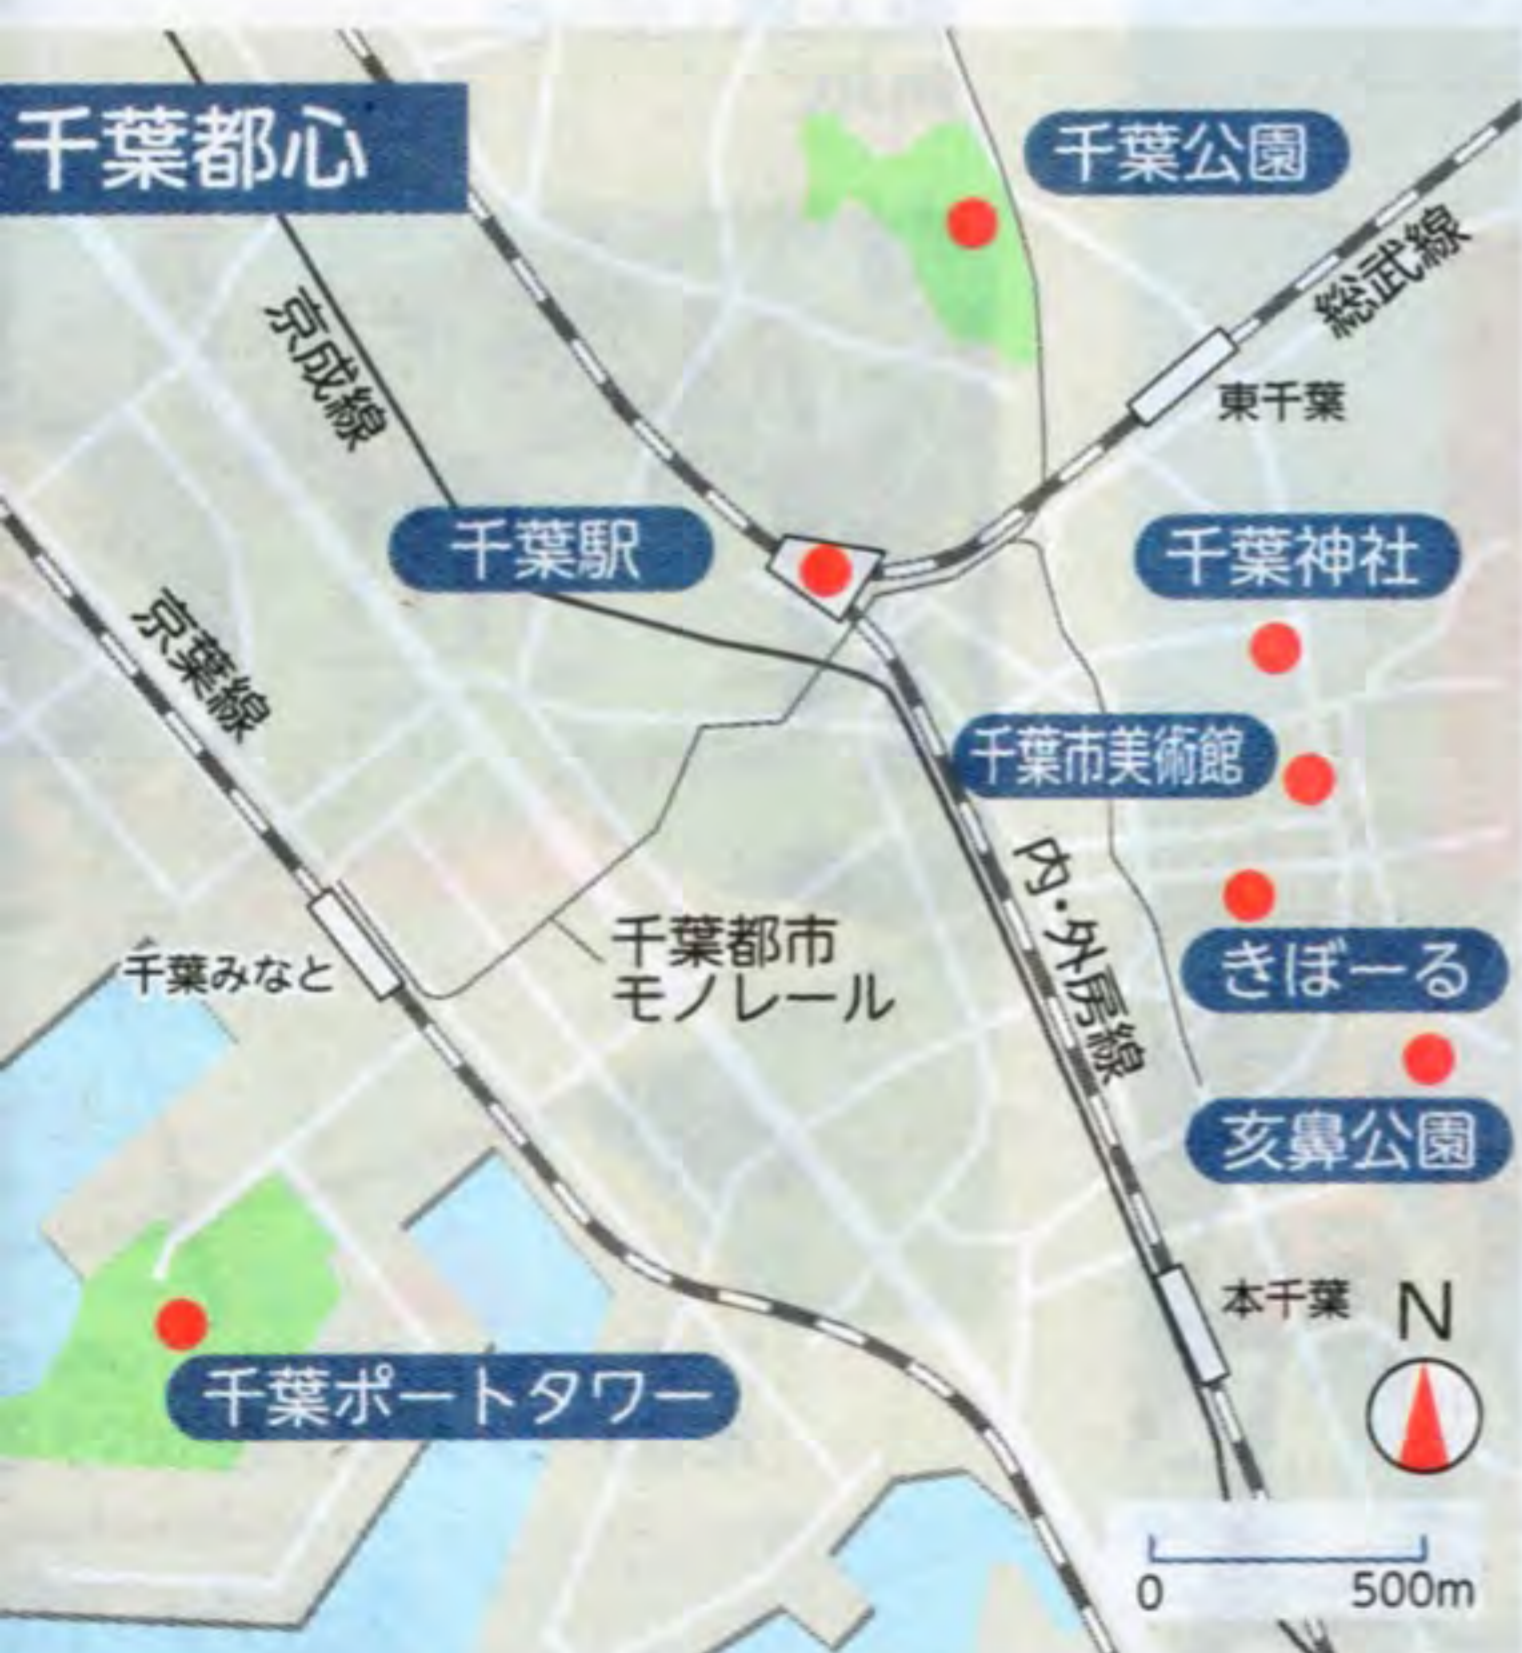 千葉都心
千葉公園
総武線
京成線
東千葉
千葉駅
千葉神社
京葉線
千葉市美術館
内・外房線
千葉都市
モノレール
千葉みなと
きぼーる
亥鼻公園
本千葉
N
千葉ポートタワー
0 500m